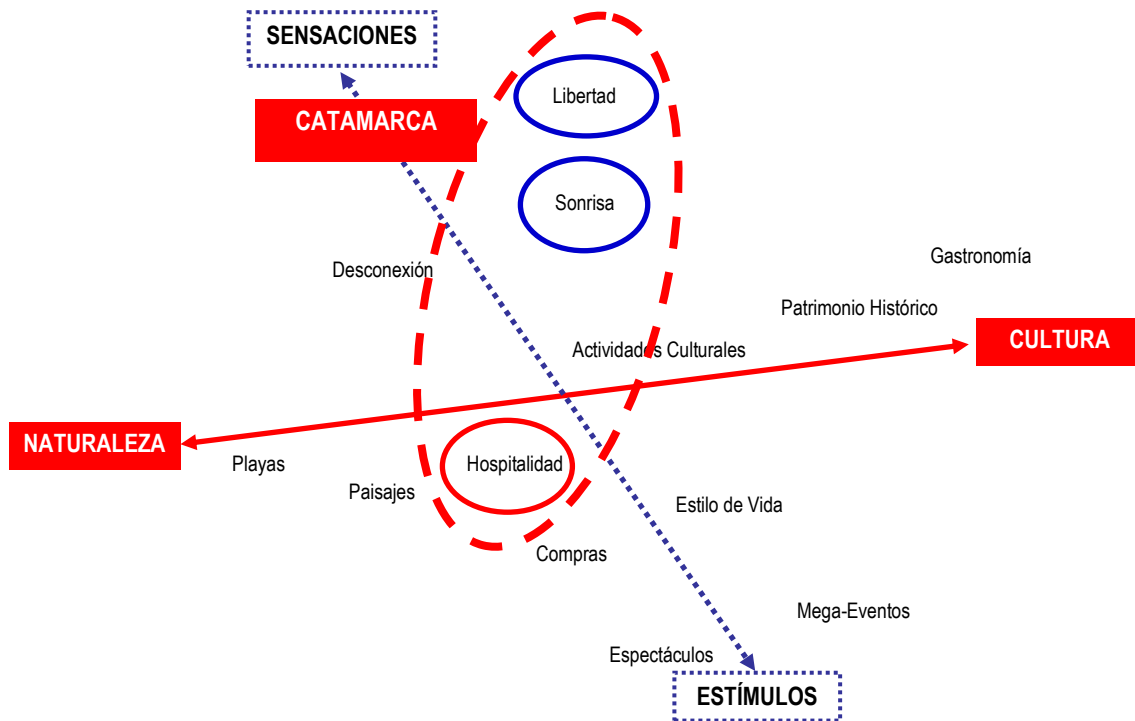 SENSACIONES
Libertad
CATAMARCA
Sonrisa
Gastronomía
Desconexión
Patrimonio Histórico
CULTURA
Actividades Culturales
NATURALEZA
Playas
Hospitalidad
Paisajes
Estilo de Vida
Compras
Mega-Eventos
Espectáculos
ESTÍMULOS